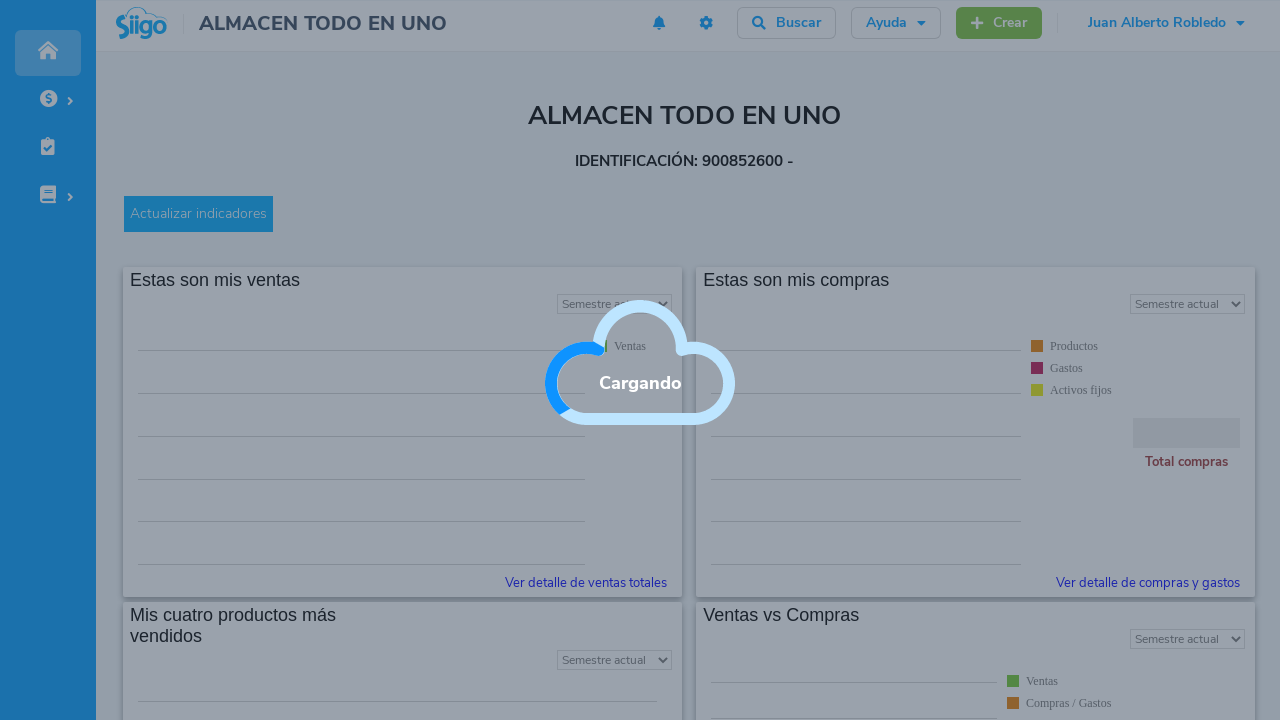 Siigo
ALMACEN TODO EN UNO
Buscar
Ayuda
Crear
Juan Alberto Robledo
ALMACEN TODO EN UNO
IDENTIFICACIÓN: 900852600 -
Actualizar indicadores
Estas son mis ventas
Semestre actual
Ventas
Ver detalle de ventas totales
Estas son mis compras
Semestre actual
Productos
Gastos
Activos fijos
Total compras
Ver detalle de compras y gastos
Cargando
Mis cuatro productos más
vendidos
Semestre actual
Ventas vs Compras
Semestre actual
Ventas
Compras / Gastos